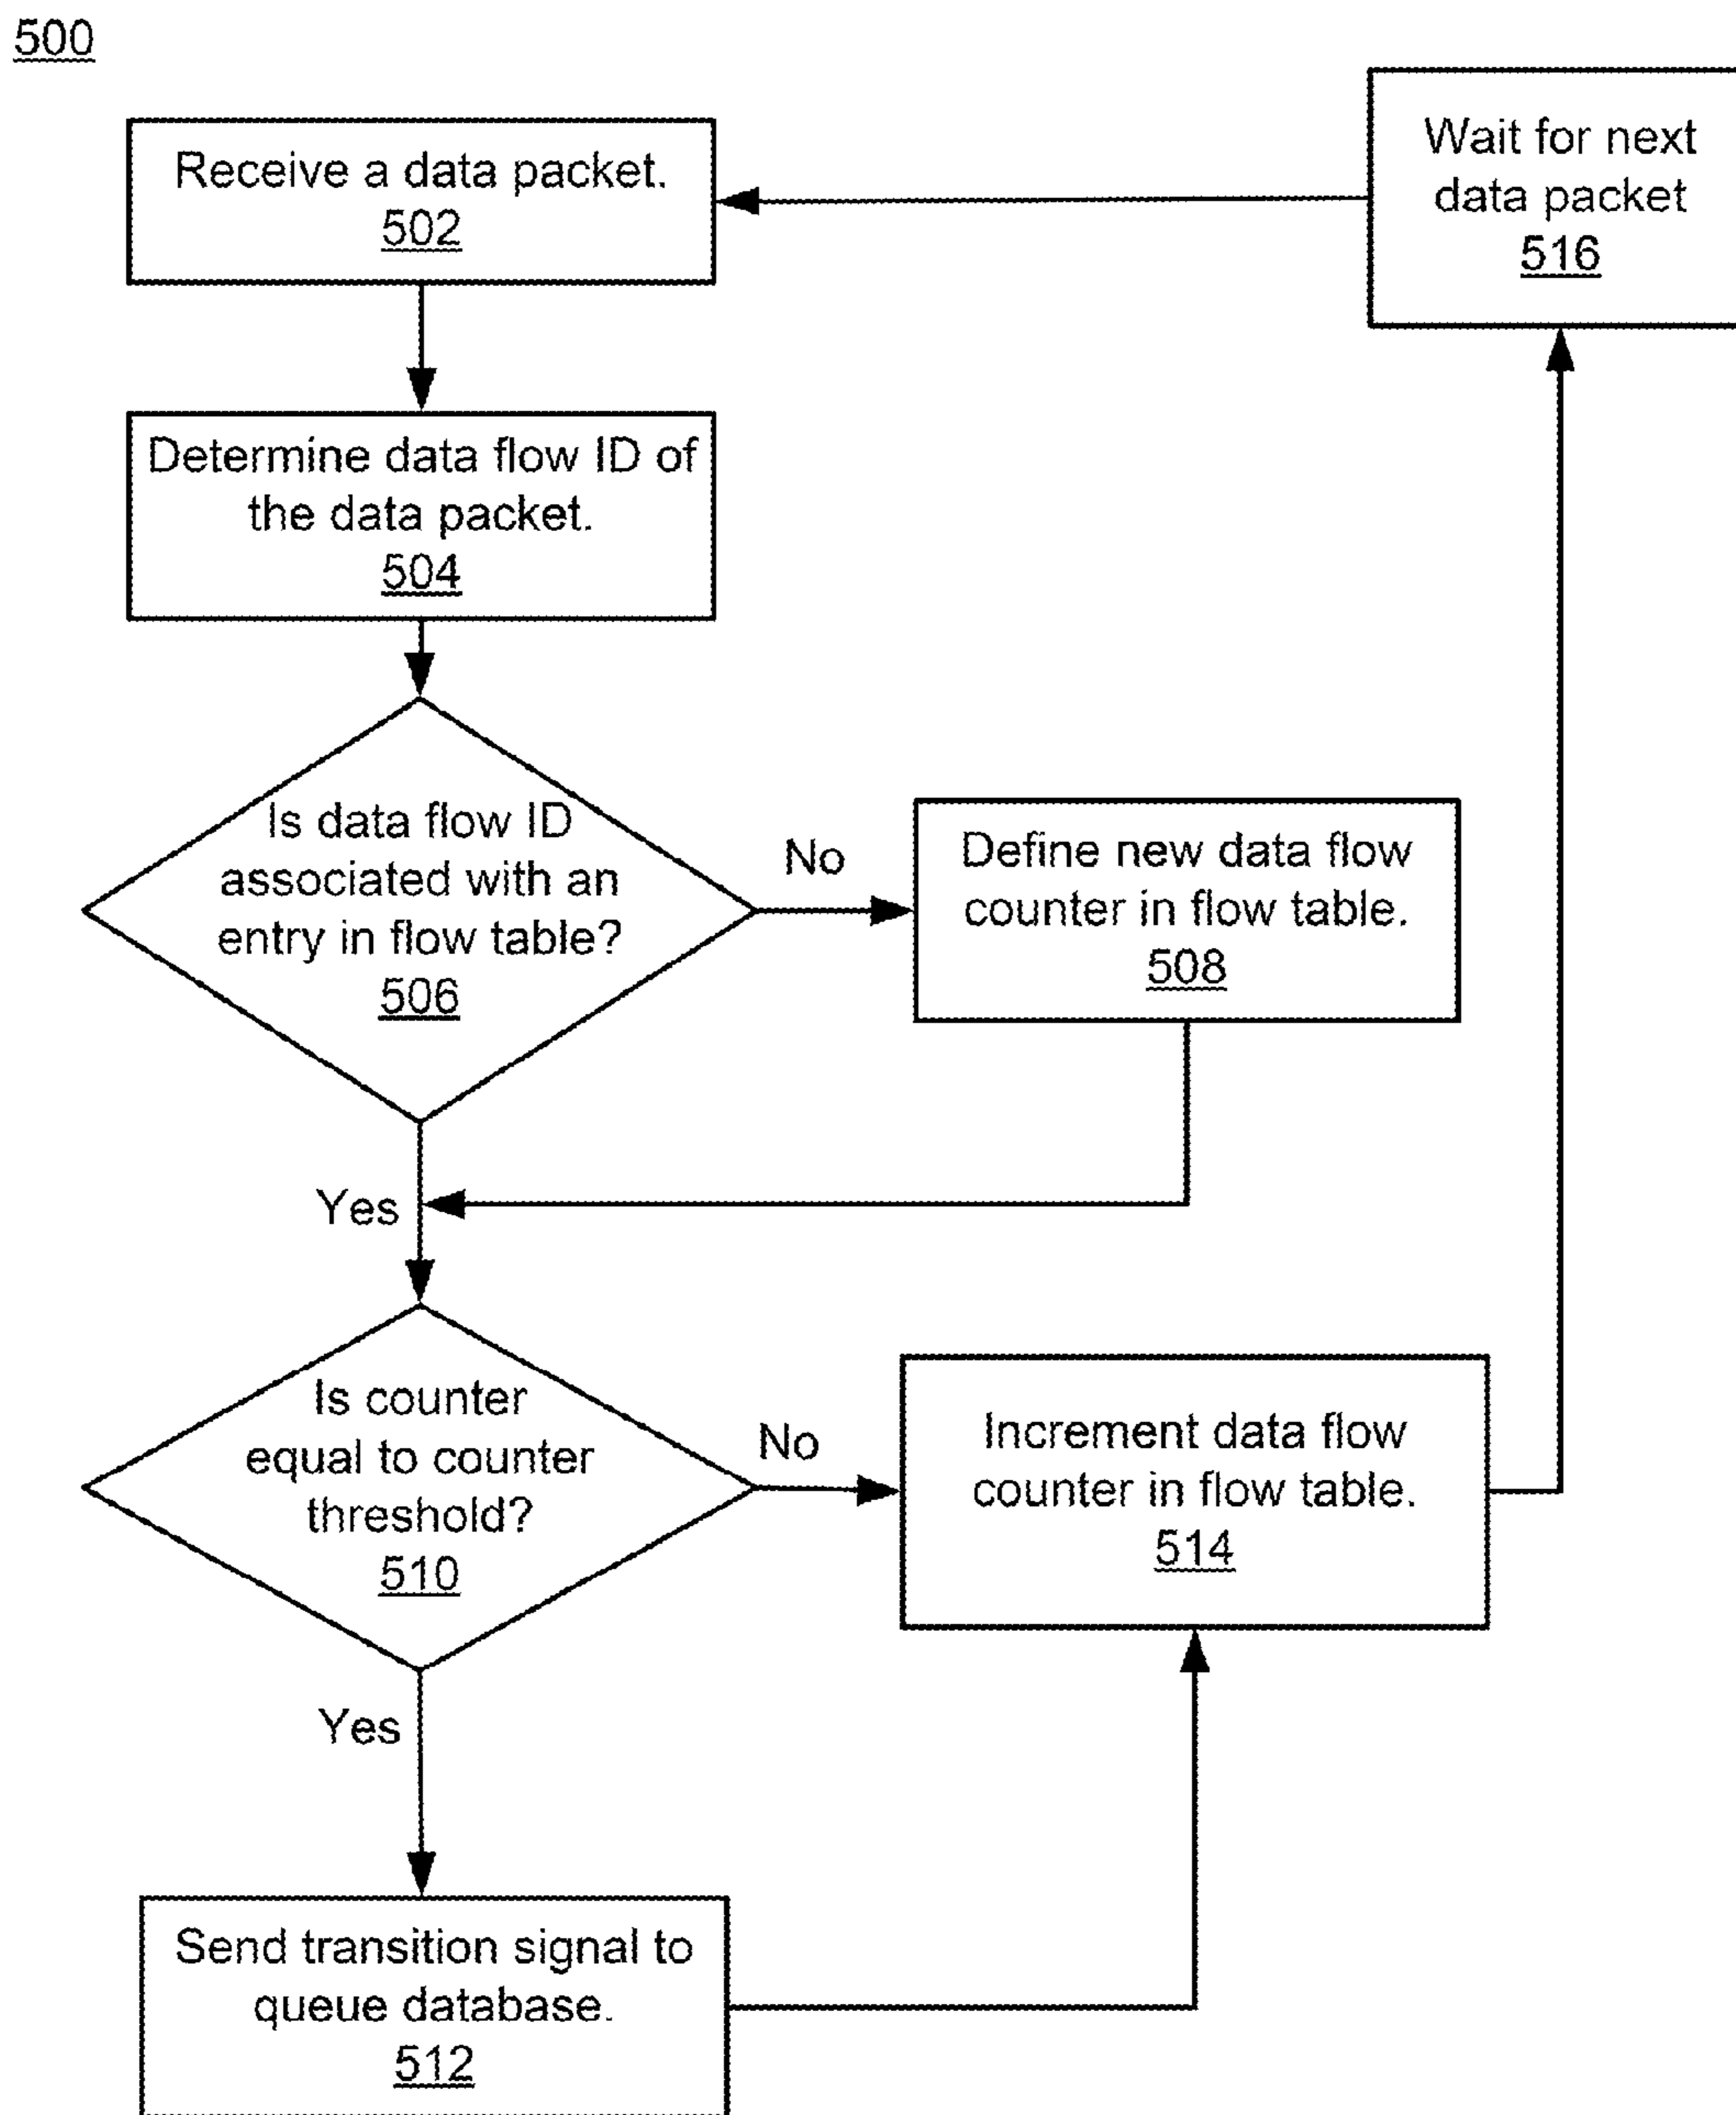 500
Receive a data packet.
502
Wait for next
data packet
516
Determine data flow ID of
the data packet.
504
Is data flow ID
associated with an
entry in flow table?
506
No
Define new data flow
counter in flow table.
508
Yes
Is counter
equal to counter
threshold?
510
No
Increment data flow
counter in flow table.
514
Yes
Send transition signal to
queue database.
512